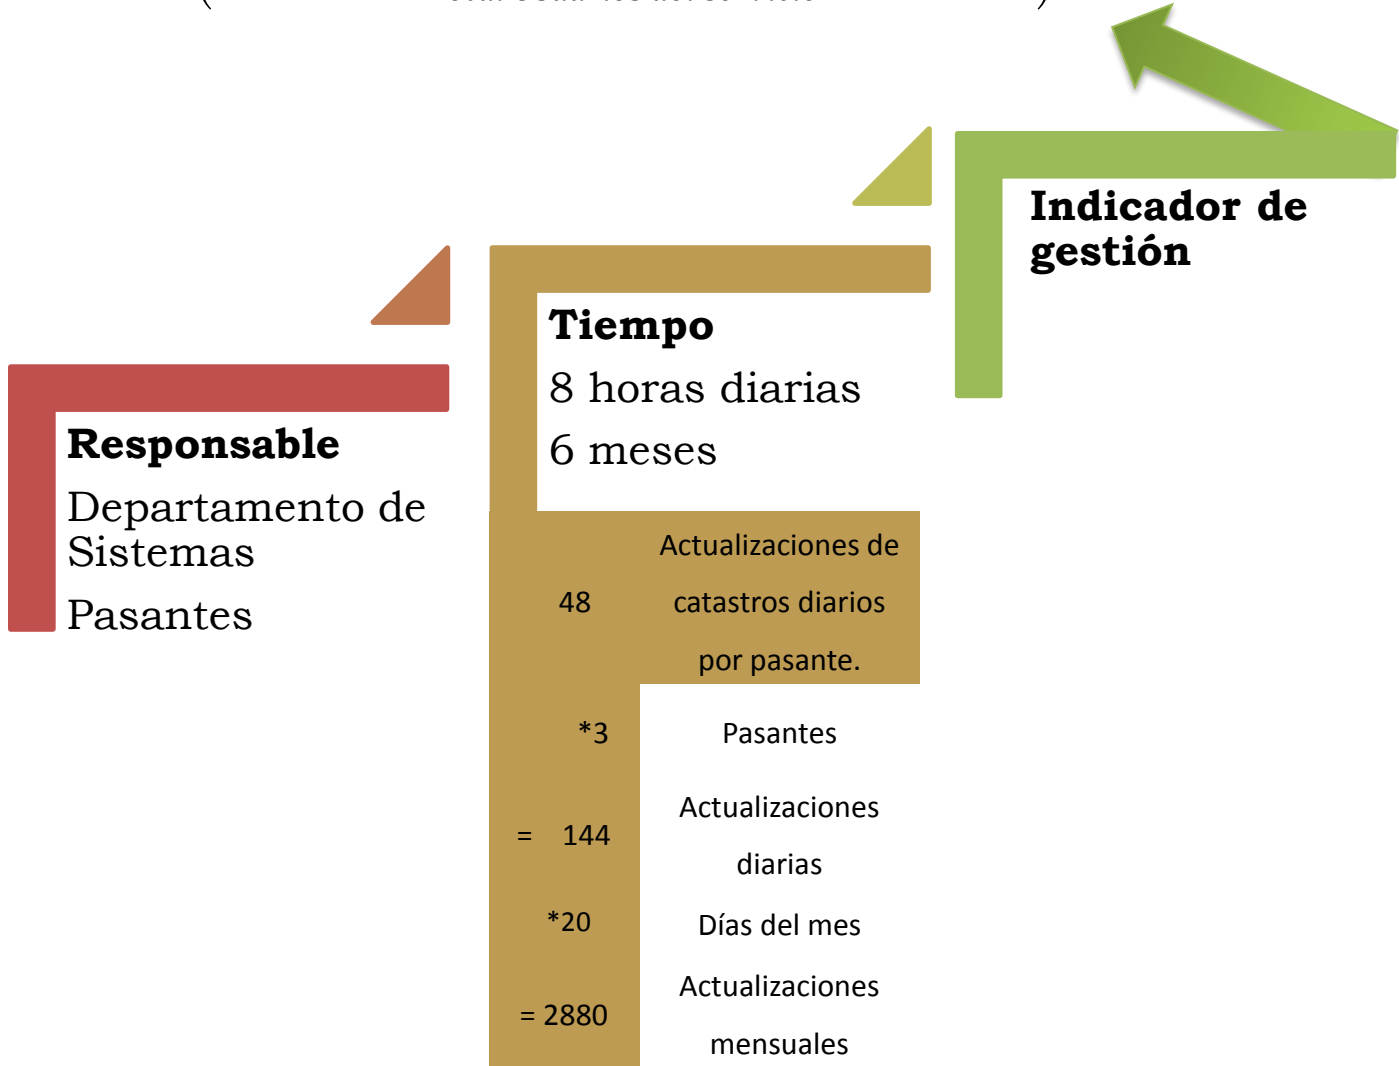 Responsable
Departamento de
Sistemas
Pasantes
Tiempo
8 horas diarias
6 meses
48 Actualizaciones de
catastros diarios
por pasante.
*3 Pasantes
= 144 Actualizaciones
diarias
*20 Días del mes
= 2880 Actualizaciones
mensuales
Indicador de
gestión